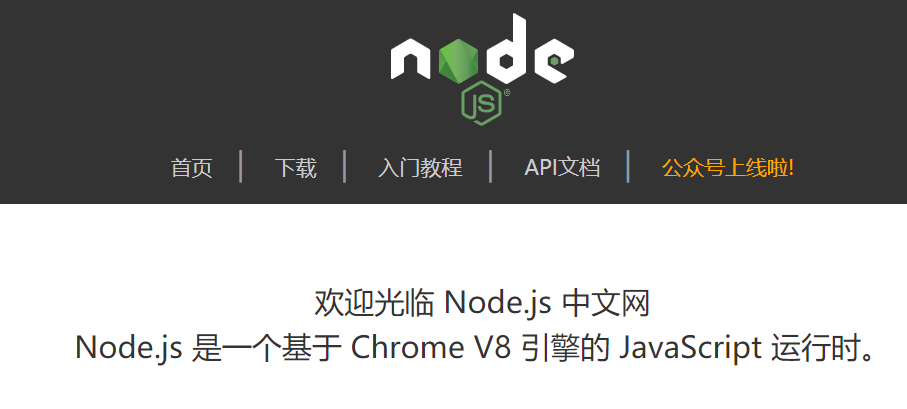 node
JS®
首页 | 下载 | 入门教程 | API文档 | 公众号上线啦!
欢迎光临 Node.js 中文网
Node.js 是一个基于 Chrome V8 引擎的 JavaScript 运行时。